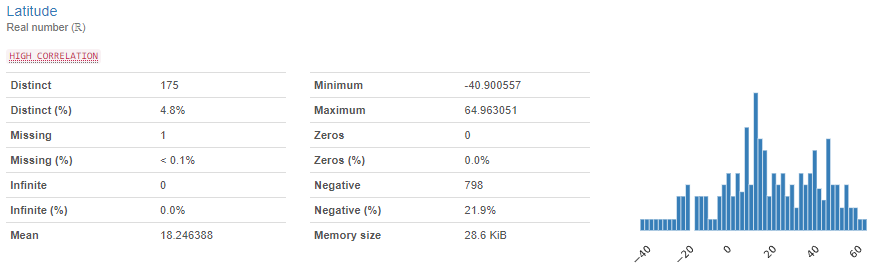 Latitude
Real number (ℝ)
HIGH CORRELATION
Distinct 175
Distinct (%) 4.8%
Missing 1
Missing (%) < 0.1%
Infinite 0
Infinite (%) 0.0%
Mean 18.246388
Minimum -40.900557
Maximum 64.963051
Zeros 0
Zeros (%) 0.0%
Negative 798
Negative (%) 21.9%
Memory size 28.6 KiB
−40 −20 0 20 40 60